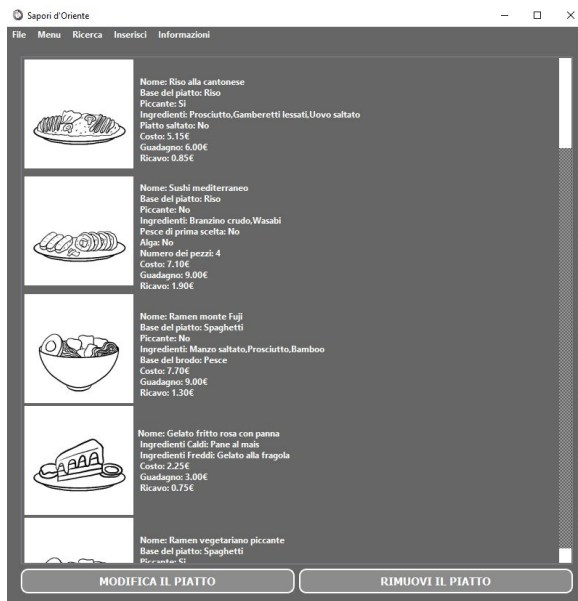 Sapori d'Oriente
File Menu Ricerca Inserisci Informazioni
Nome: Riso alla cantonese
Base del piatto: Riso
Piccante: Si
Ingredienti: Prosciutto,Gamberetti lessati,Uovo saltato
Piatto saltato: No
Costo: 5.15€
Guadagno: 6.00€
Ricavo: 0.85€
Nome: Sushi mediterraneo
Base del piatto: Riso
Piccante: No
Ingredienti: Branzino crudo,Wasabi
Pesce di prima scelta: No
Alga: No
Numero dei pezzi: 4
Costo: 7.10€
Guadagno: 9.00€
Ricavo: 1.90€
Nome: Ramen monte Fuji
Base del piatto: Spaghetti
Piccante: No
Ingredienti: Manzo saltato,Prosciutto,Bamboo
Base del brodo: Pesce
Costo: 7.70€
Guadagno: 9.00€
Ricavo: 1.30€
Nome: Gelato fritto rosa con panna
Ingredienti Caldi: Pane al mais
Ingredienti Freddi: Gelato alla fragola
Costo: 2.25€
Guadagno: 3.00€
Ricavo: 0.75€
Nome: Ramen vegetariano piccante
Base del piatto: Spaghetti
Piccante: Si
MODIFICA IL PIATTO
RIMUOVI IL PIATTO